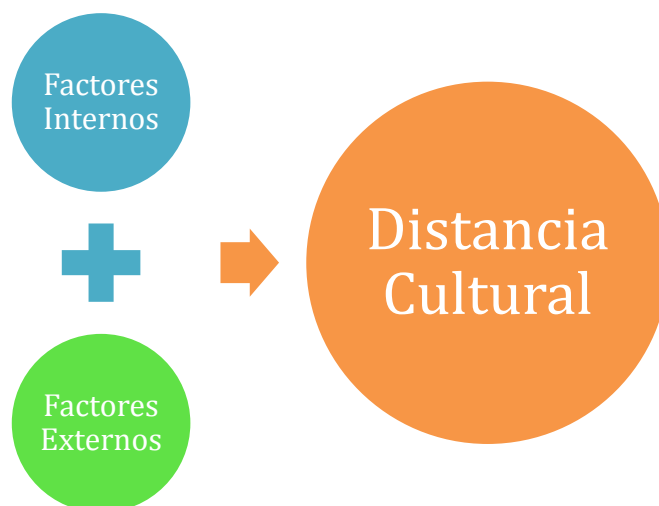 Factores
Internos
Distancia
Cultural
Factores
Externos